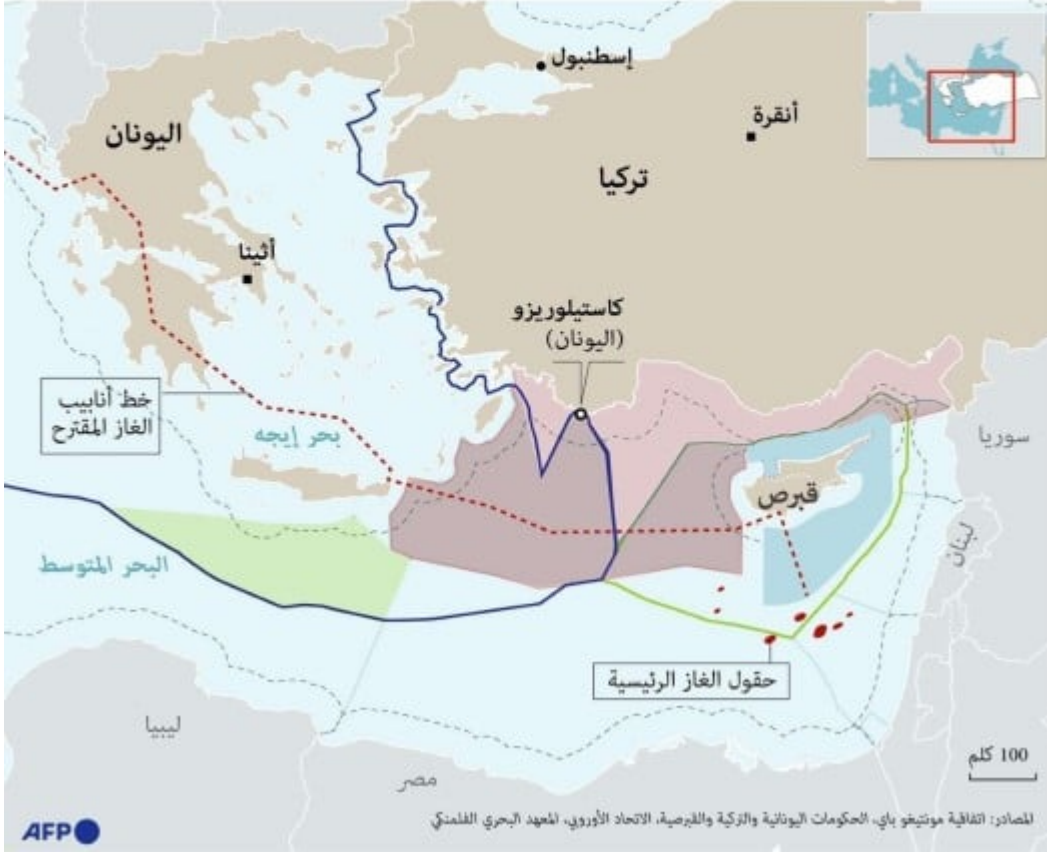 إسطنبول
أنقرة
اليونان
تركيا
أثينا
كاستيلوريزو
(اليونان)
خط أنابيب
الغاز المقترح
بحر إيجه
سوريا
قبرص
لبنان
البحر المتوسط
حقول الغاز الرئيسية
ليبيا
مصر
100 كلم
المصادر: اتفاقية مونتيغو باي، الحكومات اليونانية والتركية والقبرصية، الاتحاد الأوروبي، المعهد البحري الفلمنكي
AFP